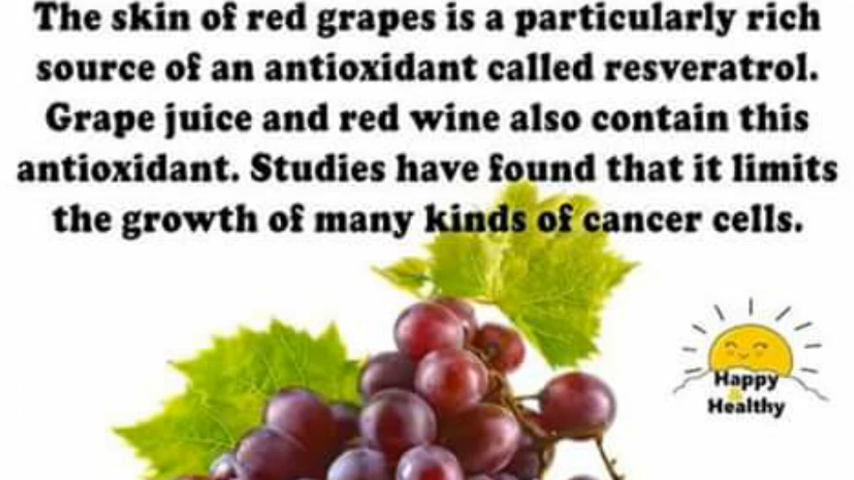 The skin of red grapes is a particularly rich
source of an antioxidant called resveratrol.
Grape juice and red wine also contain this
antioxidant. Studies have found that it limits
the growth of many kinds of cancer cells.
Happy
&
Healthy